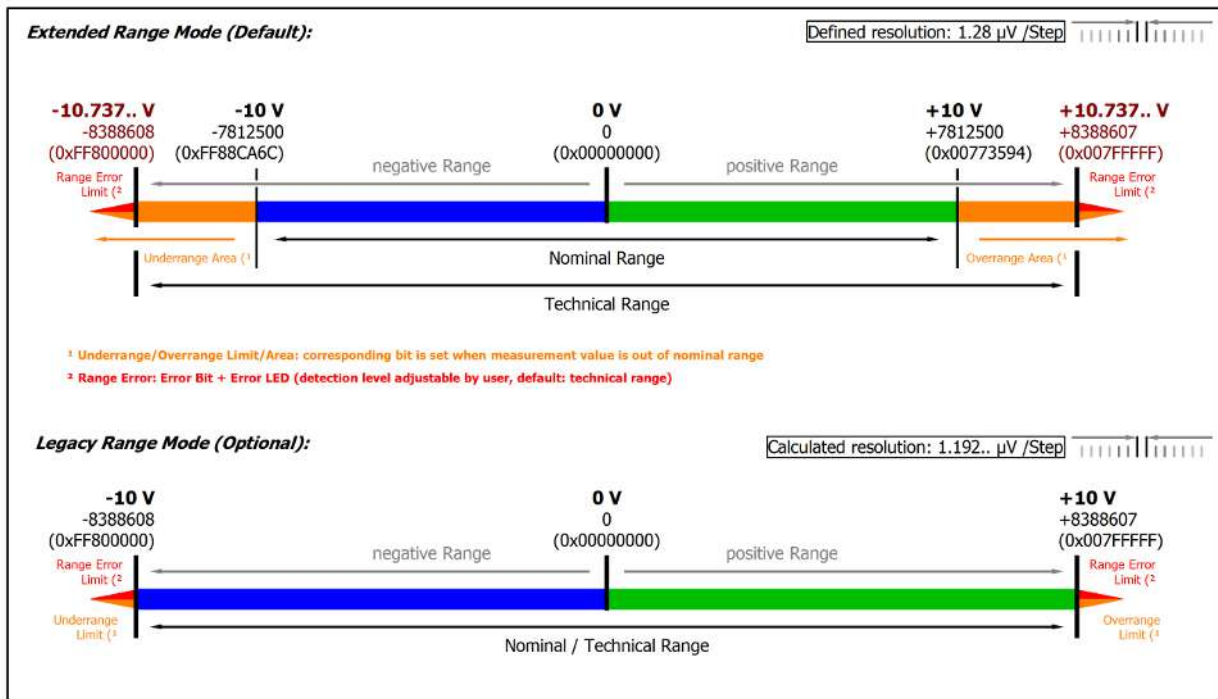 Extended Range Mode (Default):
Defined resolution: 1.28 µV /Step
-10.737.. V
-10 V
0 V
+10 V
+10.737.. V
-8388608
-7812500
0
+7812500
+8388607
(0xFF800000)
(0xFF88CA6C)
(0x00000000)
(0x00773594)
(0x007FFFFF)
negative Range
positive Range
Range Error
Limit (²
Range Error
Limit (²
Underrange Area (¹
Nominal Range
Overrange Area (¹
Technical Range
¹ Underrange/Overrange Limit/Area: corresponding bit is set when measurement value is out of nominal range
² Range Error: Error Bit + Error LED (detection level adjustable by user, default: technical range)
Legacy Range Mode (Optional):
Calculated resolution: 1.192.. µV /Step
-10 V
0 V
+10 V
-8388608
0
+8388607
(0xFF800000)
(0x00000000)
(0x007FFFFF)
negative Range
positive Range
Range Error
Limit (²
Range Error
Limit (²
Underrange
Limit (¹
Overrange
Limit (¹
Nominal / Technical Range